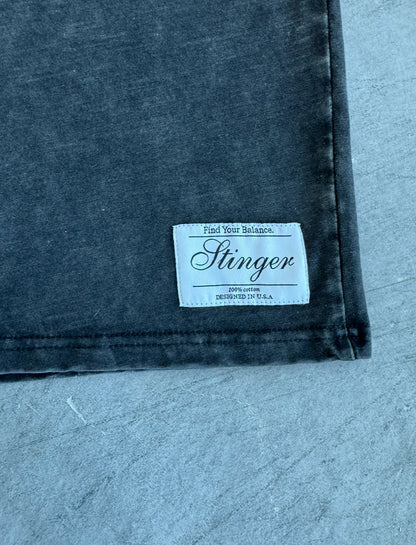 Find Your Balance.
Stinger
100% cotton
DESIGNED IN U.S.A